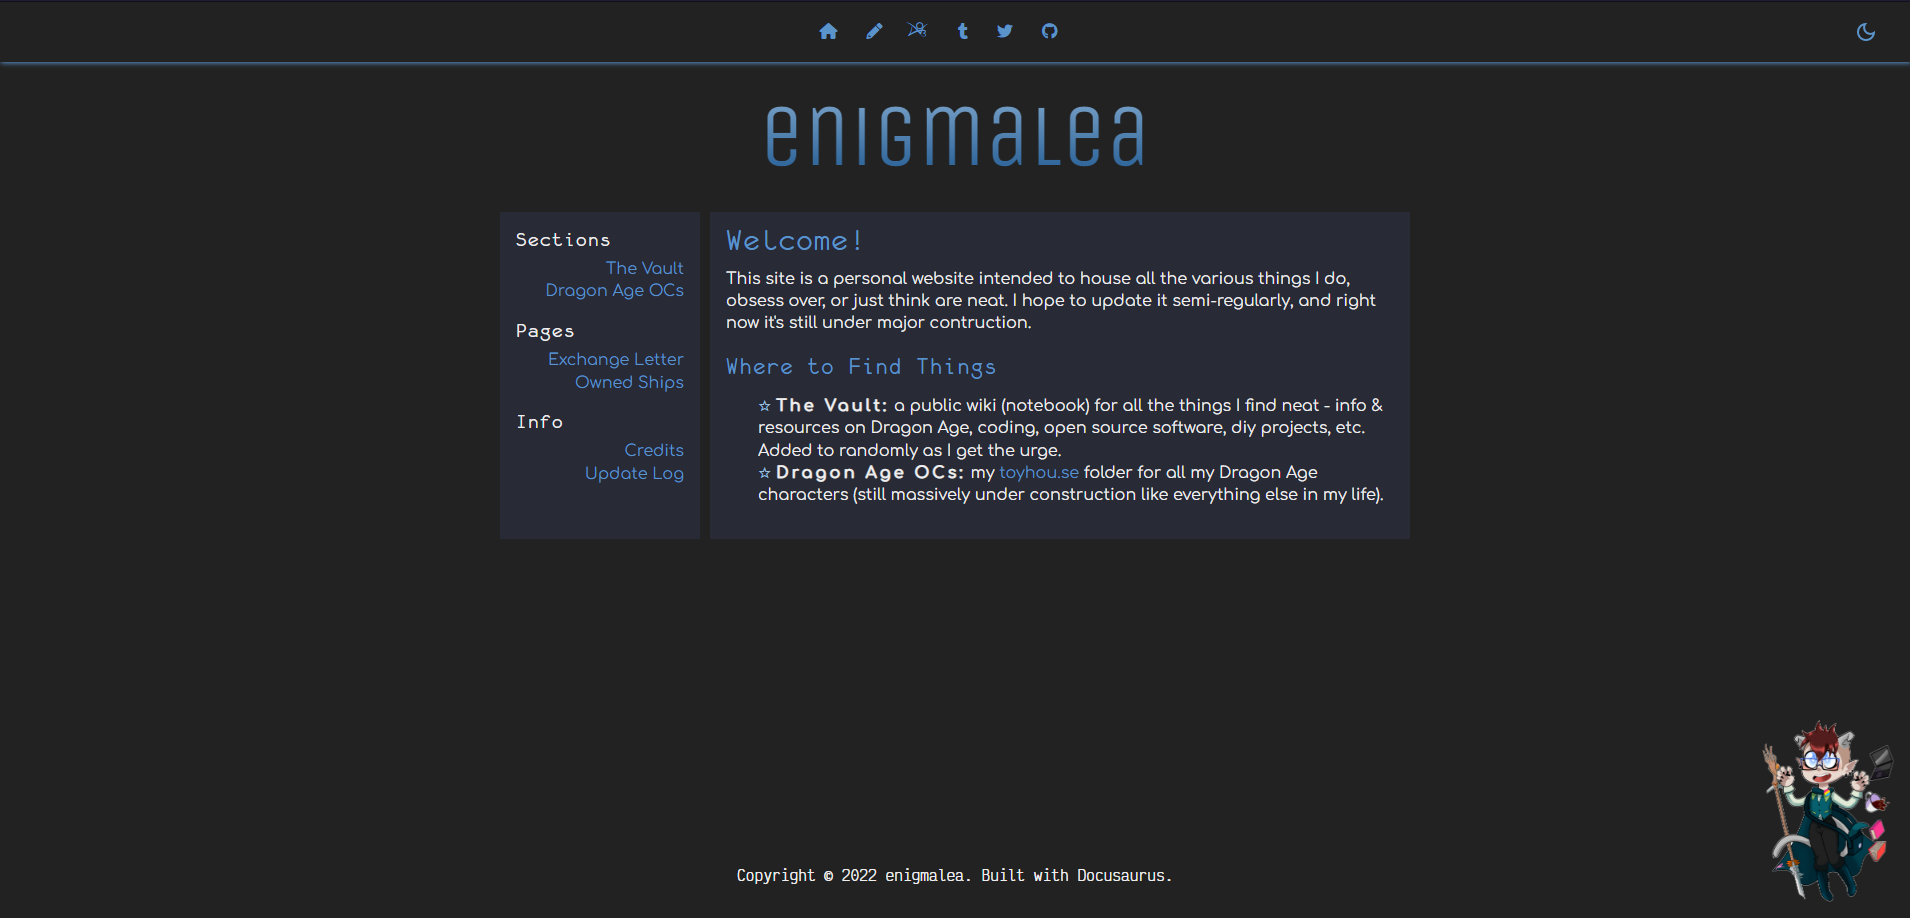 enigmalea
Sections
The Vault
Dragon Age OCs
Pages
Exchange Letter
Owned Ships
Info
Credits
Update Log
Welcome!
This site is a personal website intended to house all the various things I do,
obsess over, or just think are neat. I hope to update it semi-regularly, and right
now it's still under major contruction.
Where to Find Things
☆ The Vault: a public wiki (notebook) for all the things I find neat - info &
resources on Dragon Age, coding, open source software, diy projects, etc.
Added to randomly as I get the urge.
☆ Dragon Age OCs: my toyhou.se folder for all my Dragon Age
characters (still massively under construction like everything else in my life).
Copyright © 2022 enigmalea. Built with Docusaurus.